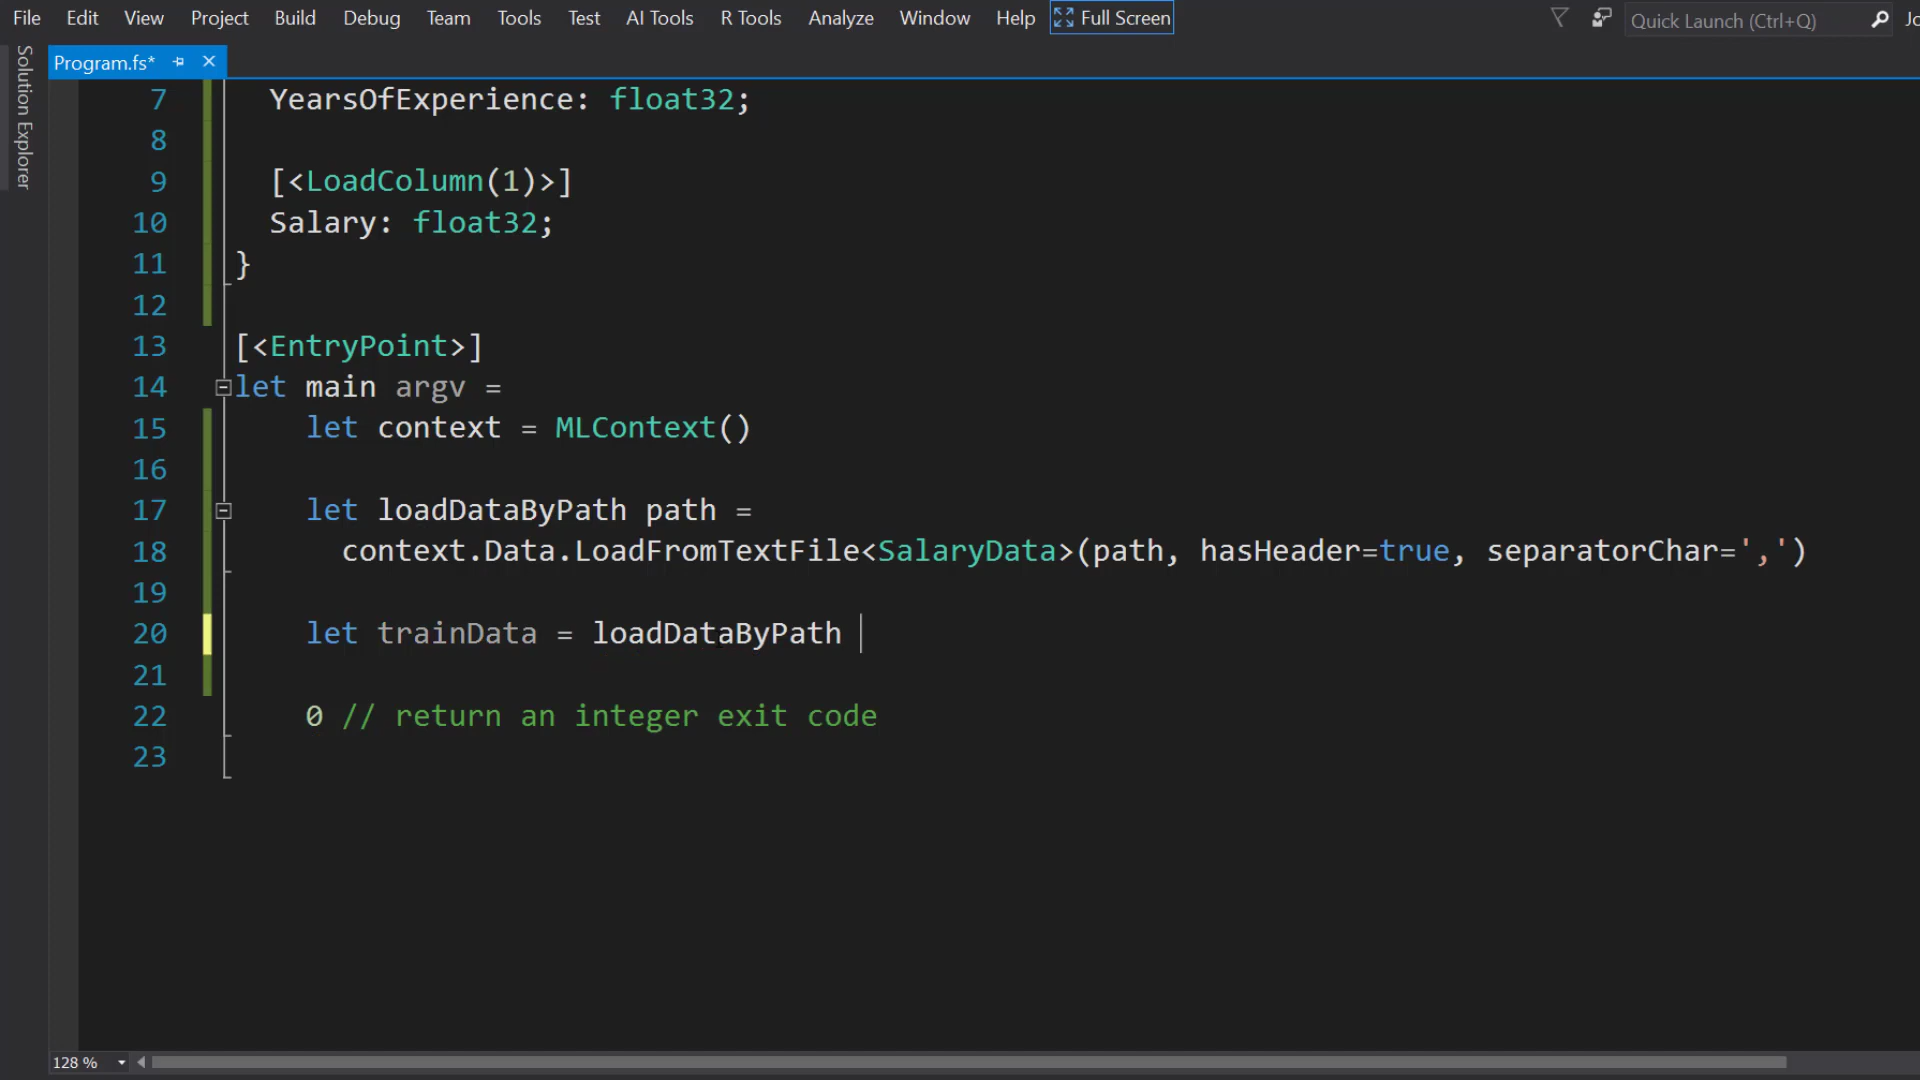 File Edit View Project Build Debug Team Tools Test AI Tools R Tools Analyze Window Help Full Screen Quick Launch (Ctrl+Q) Jo
Solution Explorer
Program.fs*
7 YearsOfExperience: float32;
8
9 [<LoadColumn(1)>]
10 Salary: float32;
11 }
12
13 [<EntryPoint>]
14 let main argv =
15 let context = MLContext()
16
17 let loadDataByPath path =
18 context.Data.LoadFromTextFile<SalaryData>(path, hasHeader=true, separatorChar=',')
19
20 let trainData = loadDataByPath
21
22 0 // return an integer exit code
23
128 %